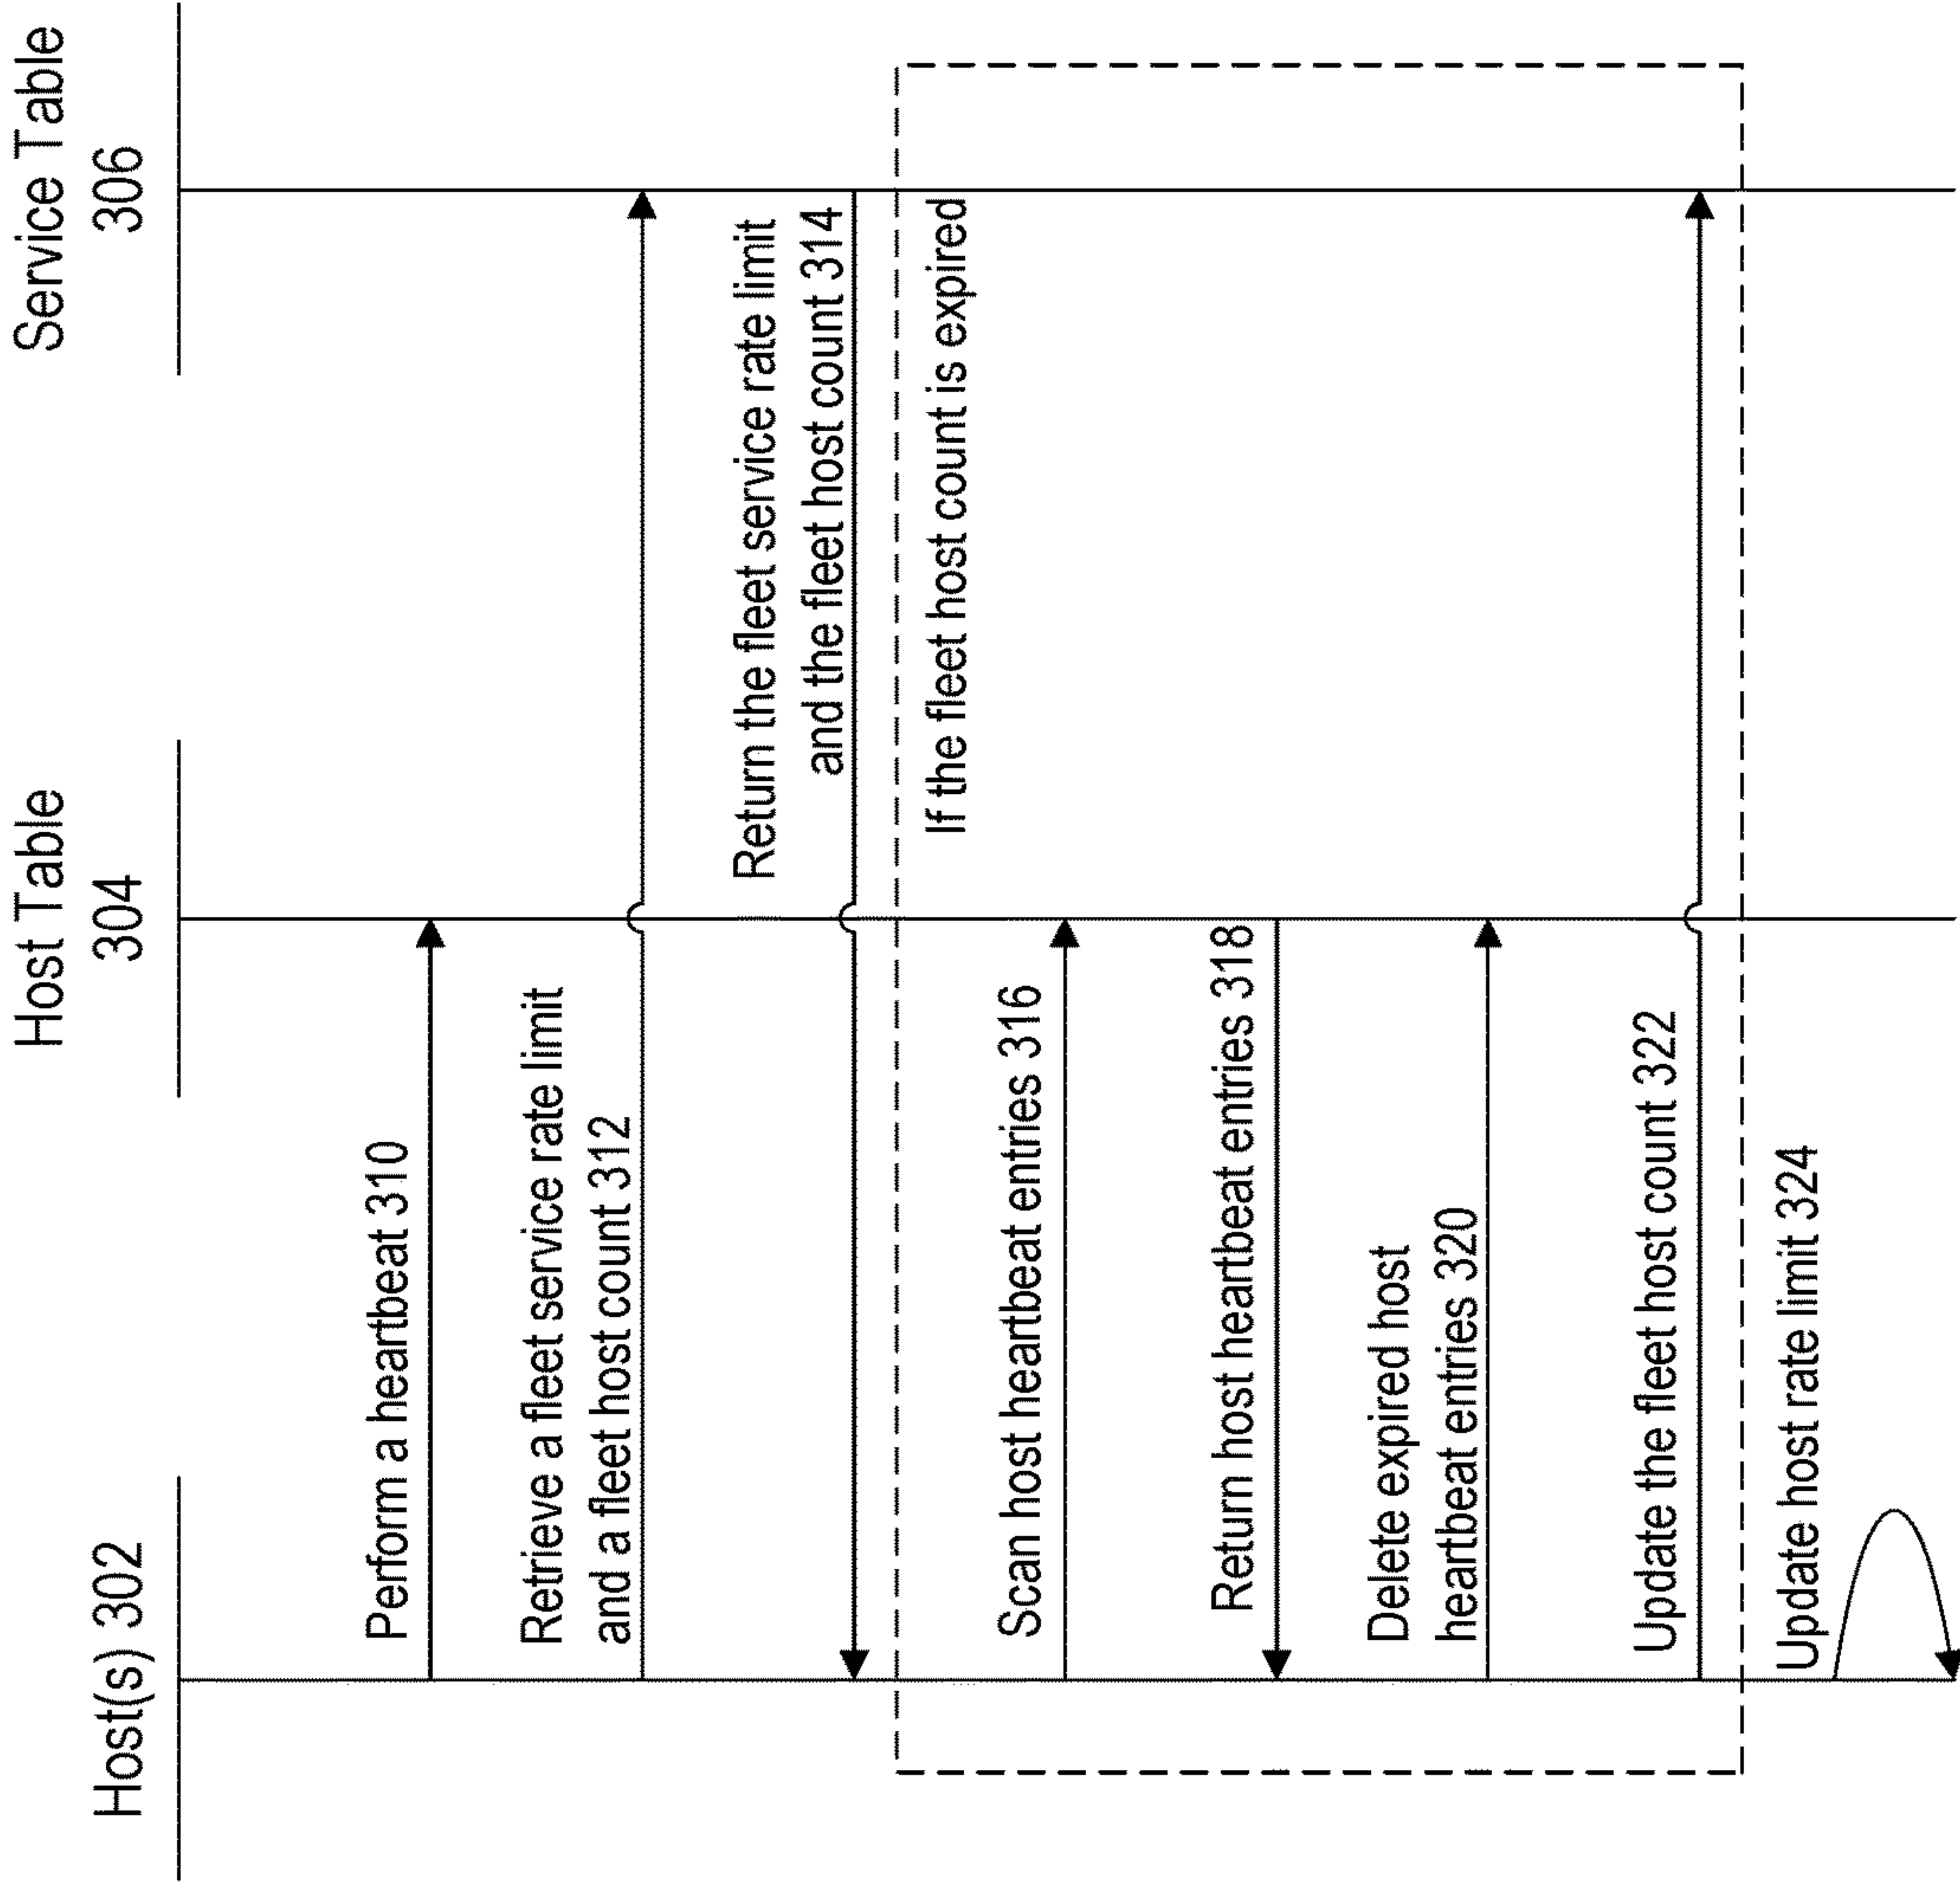 Host(s) 302
Host Table
304
Service Table
306
Perform a heartbeat 310
Retrieve a fleet service rate limit
and a fleet host count 312
Return the fleet service rate limit
and the fleet host count 314
If the fleet host count is expired
Scan host heartbeat entries 316
Return host heartbeat entries 318
Delete expired host
heartbeat entries 320
Update the fleet host count 322
Update host rate limit 324